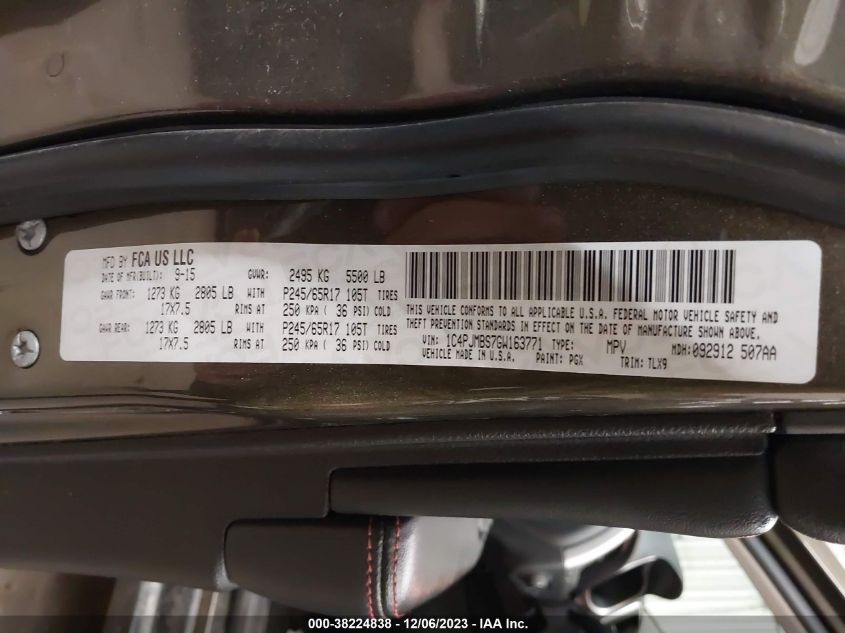 MFD BY FCA US LLC
DATE OF MFR(BUILT): 9-15 GVWR: 2495 KG 5500 LB
GAWR FRONT: 1273 KG 2805 LB WITH P245/65R17 105T TIRES
17X7.5 RIMS AT 250 KPA ( 36 PSI) COLD
GAWR REAR: 1273 KG 2805 LB WITH P245/65R17 105T TIRES
17X7.5 RIMS AT 250 KPA ( 36 PSI) COLD
THIS VEHICLE CONFORMS TO ALL APPLICABLE U.S.A. FEDERAL MOTOR VEHICLE SAFETY AND
THEFT PREVENTION STANDARDS IN EFFECT ON THE DATE OF MANUFACTURE SHOWN ABOVE.
VIN: 1C4PJMBS7GW163771 TYPE: MPV MDH:092912 507AA
VEHICLE MADE IN U.S.A. PAINT: PGX TRIM: TLX9
000-38224838 - 12/06/2023 - IAA Inc.